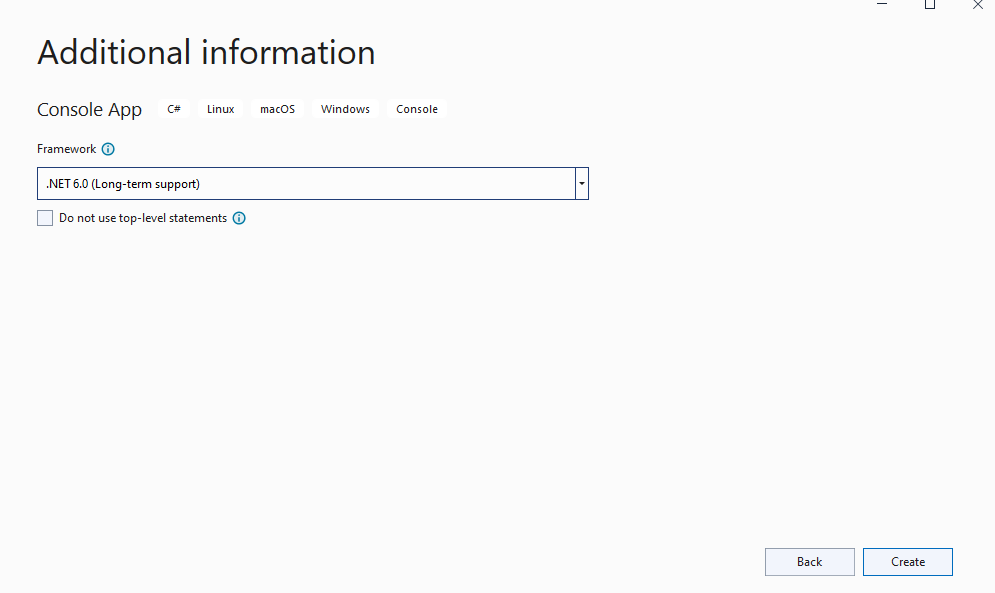 Additional information
Console App C# Linux macOS Windows Console
Framework
.NET 6.0 (Long-term support)
Do not use top-level statements
Back Create